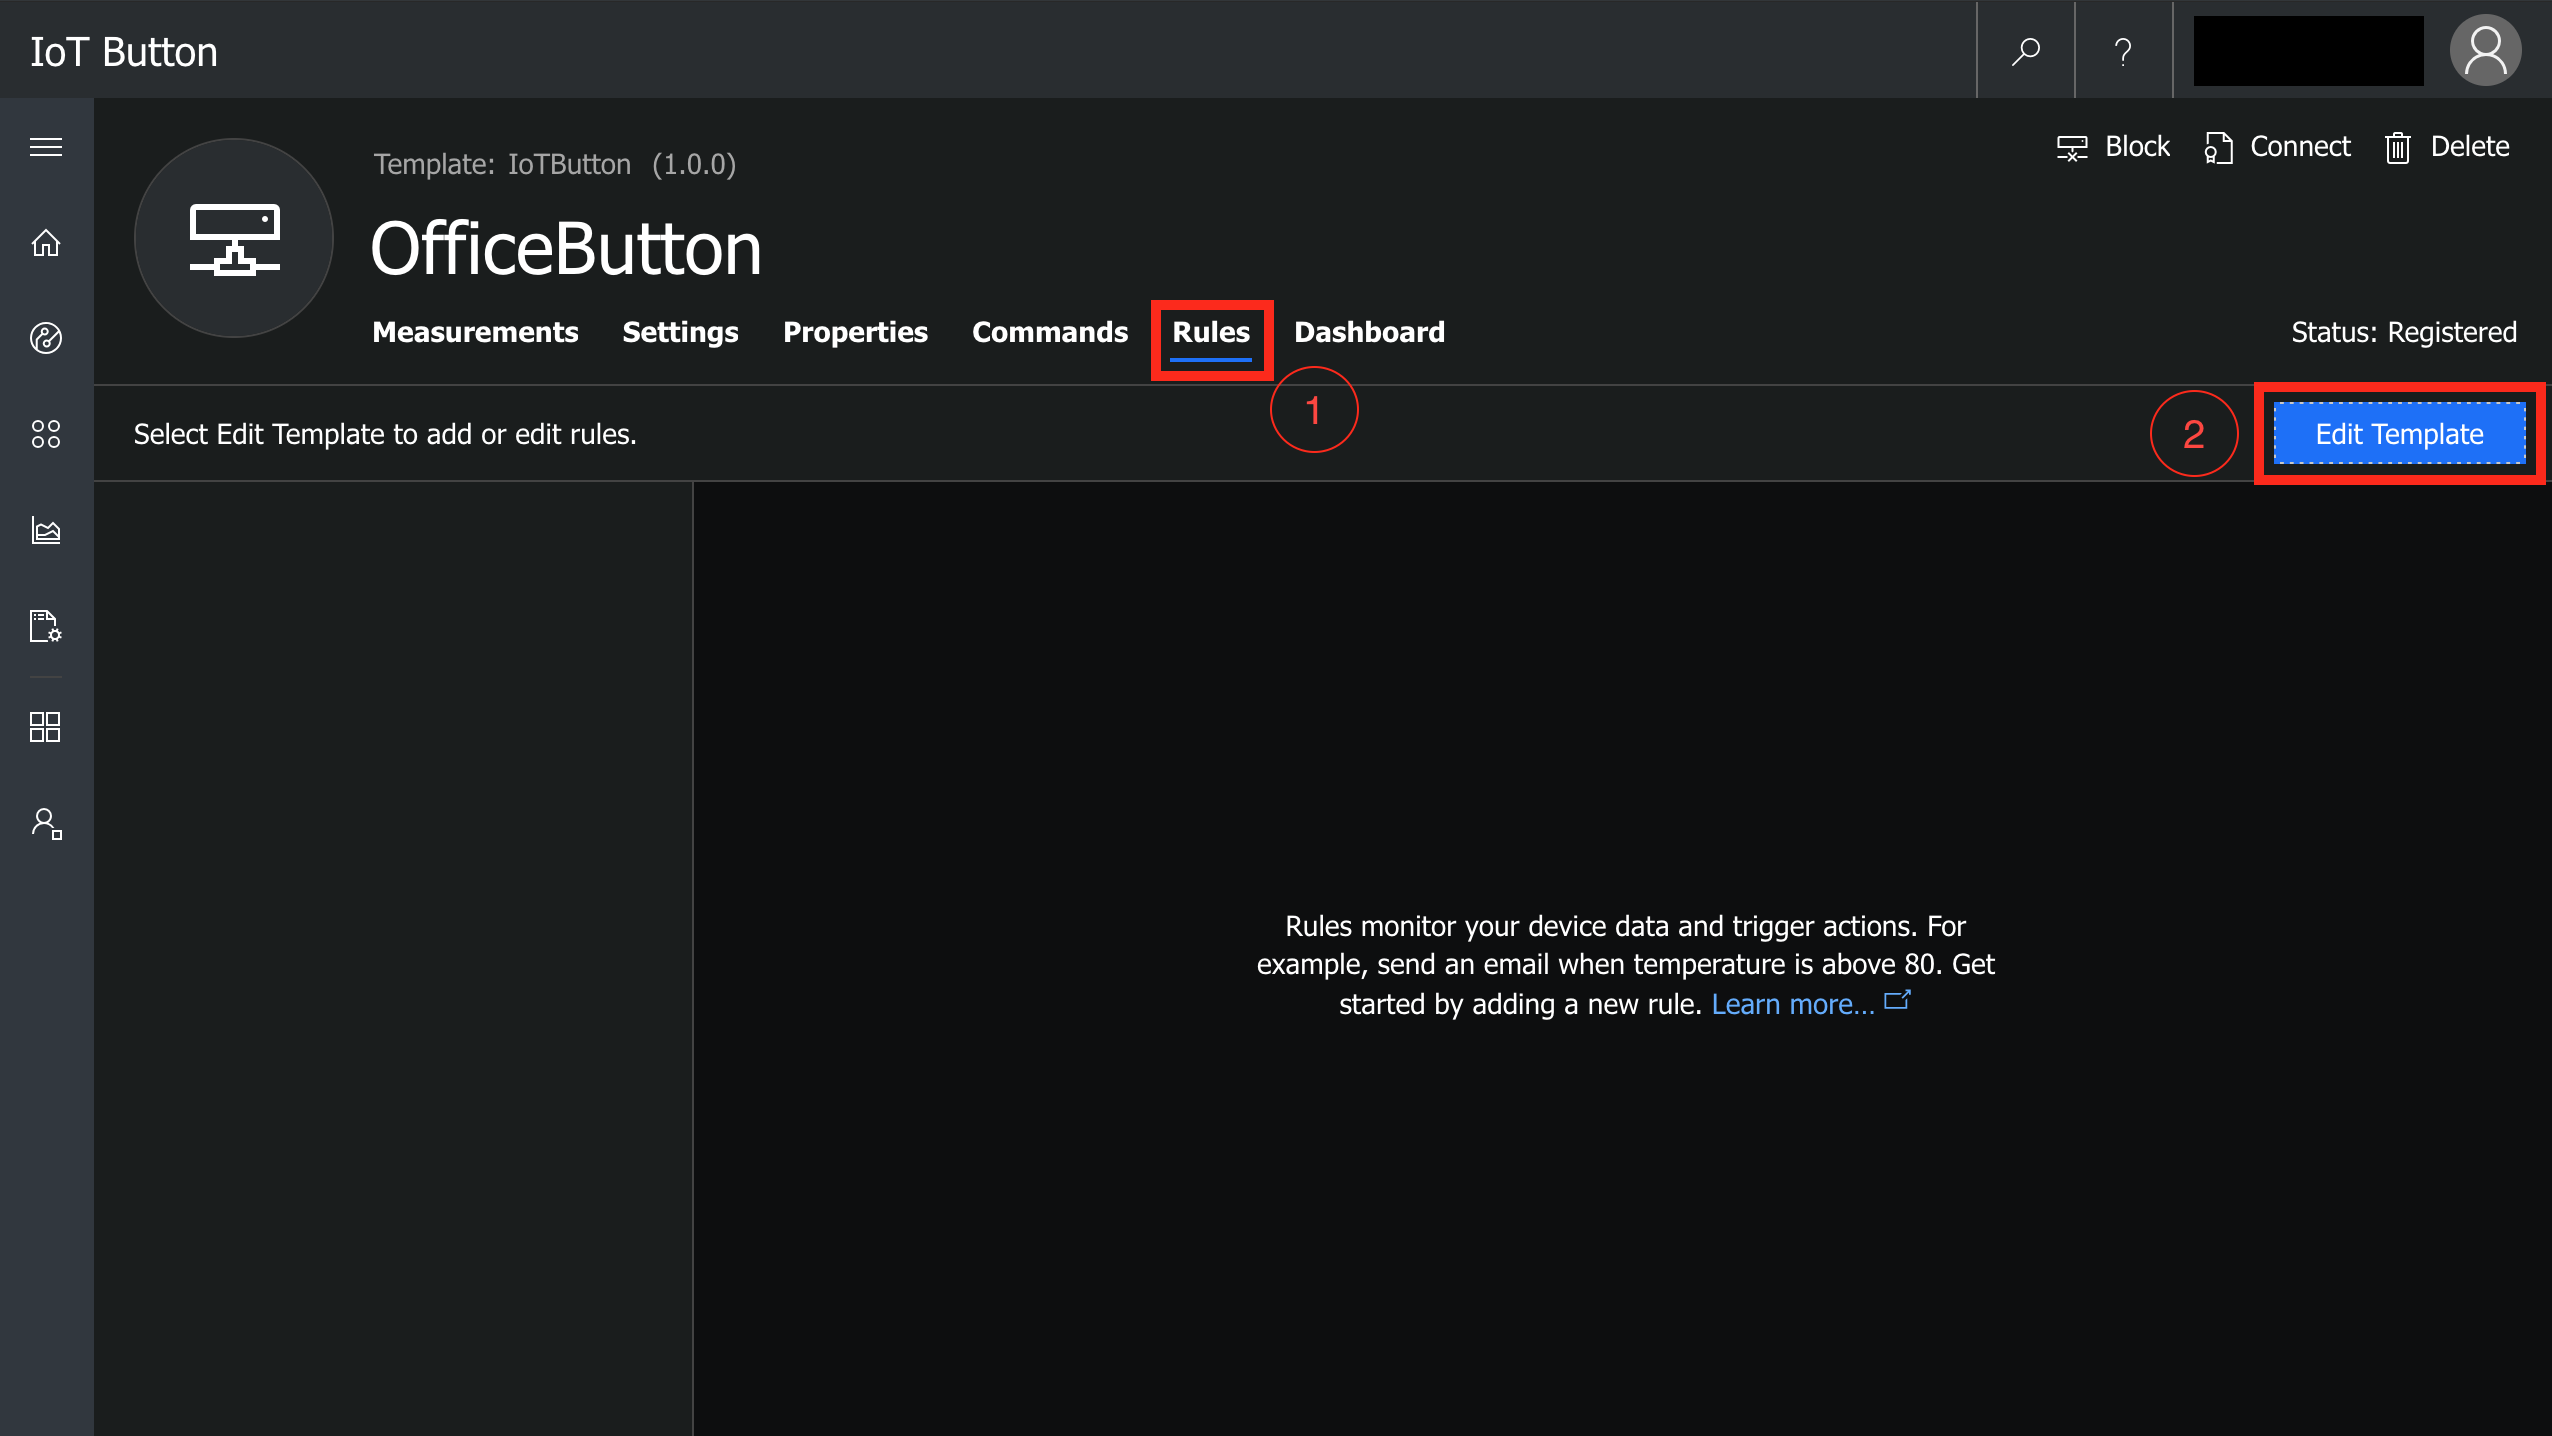 IoT Button
?
Block
Connect
Delete
Template: IoTButton (1.0.0)
OfficeButton
Measurements
Settings
Properties
Commands
Rules
Dashboard
Status: Registered
1
Select Edit Template to add or edit rules.
2
Edit Template
Rules monitor your device data and trigger actions. For
example, send an email when temperature is above 80. Get
started by adding a new rule. Learn more...